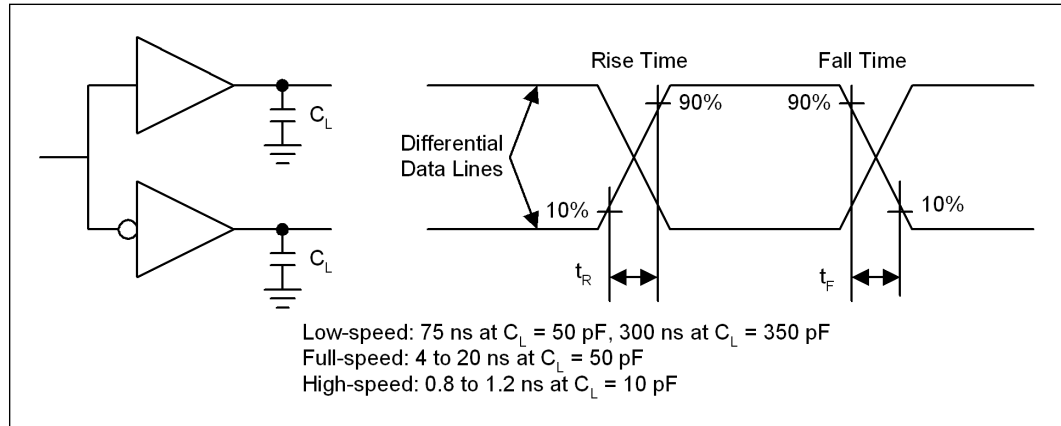 Rise Time
Fall Time
C_L
90%
90%
Differential
Data Lines
10%
10%
C_L
t_R
t_F
Low-speed: 75 ns at C_L = 50 pF, 300 ns at C_L = 350 pF
Full-speed: 4 to 20 ns at C_L = 50 pF
High-speed: 0.8 to 1.2 ns at C_L = 10 pF